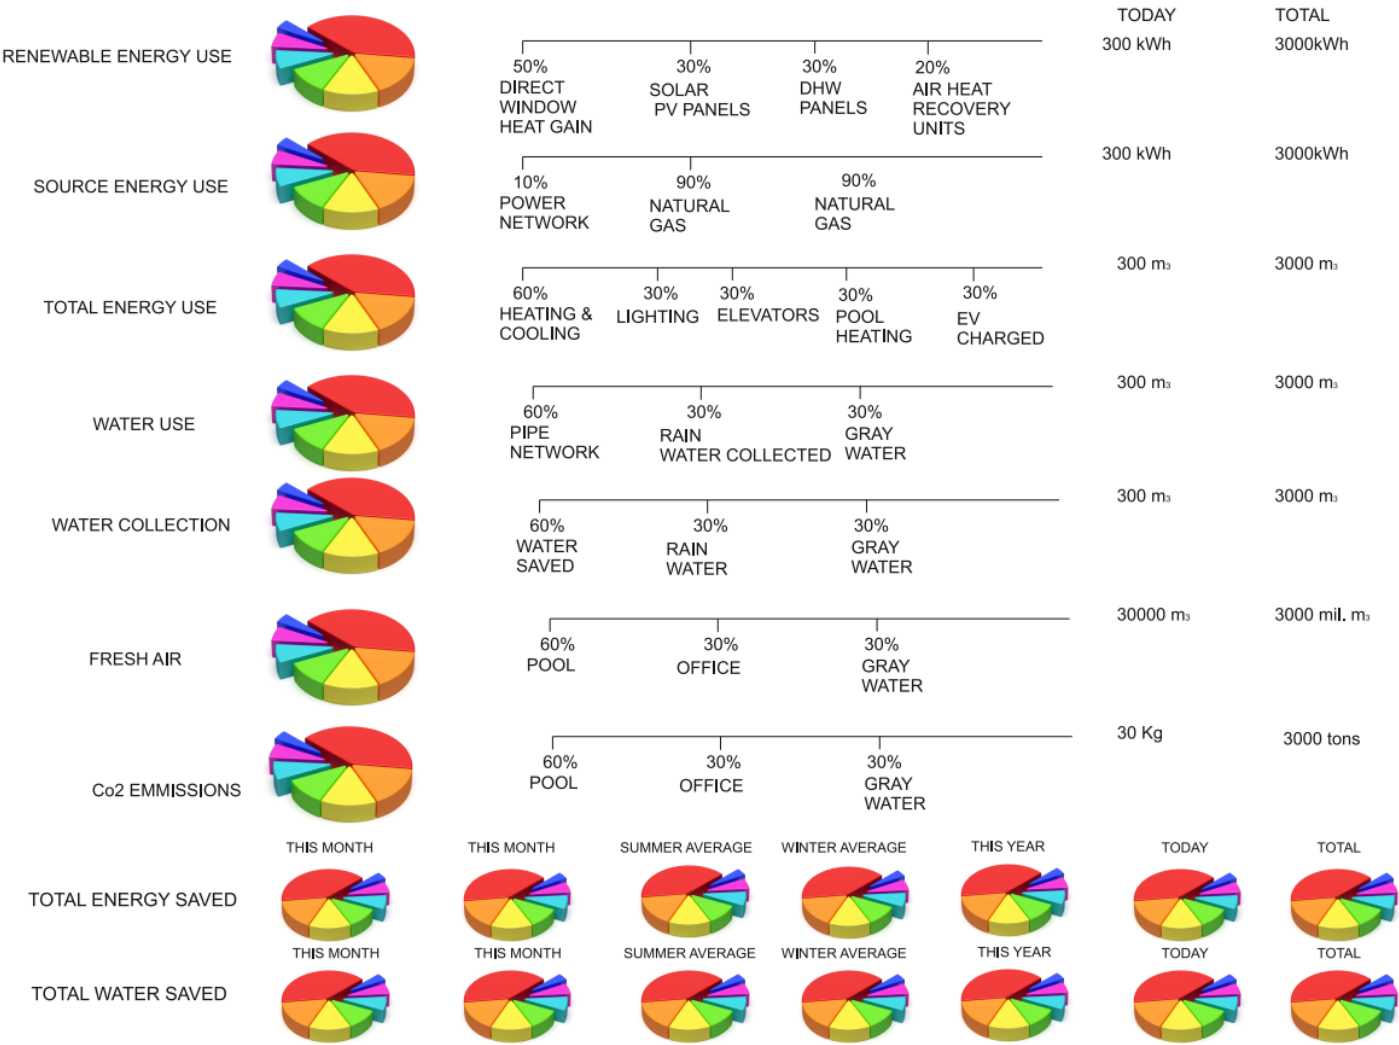 TODAY TOTAL
RENEWABLE ENERGY USE
300 kWh 3000kWh
50% 30% 30% 20%
DIRECT SOLAR DHW AIR HEAT
WINDOW PV PANELS PANELS RECOVERY
HEAT GAIN UNITS
SOURCE ENERGY USE
300 kWh 3000kWh
10% 90% 90%
POWER NATURAL NATURAL
NETWORK GAS GAS
TOTAL ENERGY USE
300 m3 3000 m3
60% 30% 30% 30% 30%
HEATING & LIGHTING ELEVATORS POOL EV
COOLING HEATING CHARGED
WATER USE
300 m3 3000 m3
60% 30% 30%
PIPE RAIN GRAY
NETWORK WATER COLLECTED WATER
WATER COLLECTION
300 m3 3000 m3
60% 30% 30%
WATER RAIN GRAY
SAVED WATER WATER
FRESH AIR
30000 m3 3000 mil. m3
60% 30% 30%
POOL OFFICE GRAY
WATER
Co2 EMMISSIONS
30 Kg 3000 tons
60% 30% 30%
POOL OFFICE GRAY
WATER
THIS MONTH THIS MONTH SUMMER AVERAGE WINTER AVERAGE THIS YEAR TODAY TOTAL
TOTAL ENERGY SAVED
THIS MONTH THIS MONTH SUMMER AVERAGE WINTER AVERAGE THIS YEAR TODAY TOTAL
TOTAL WATER SAVED